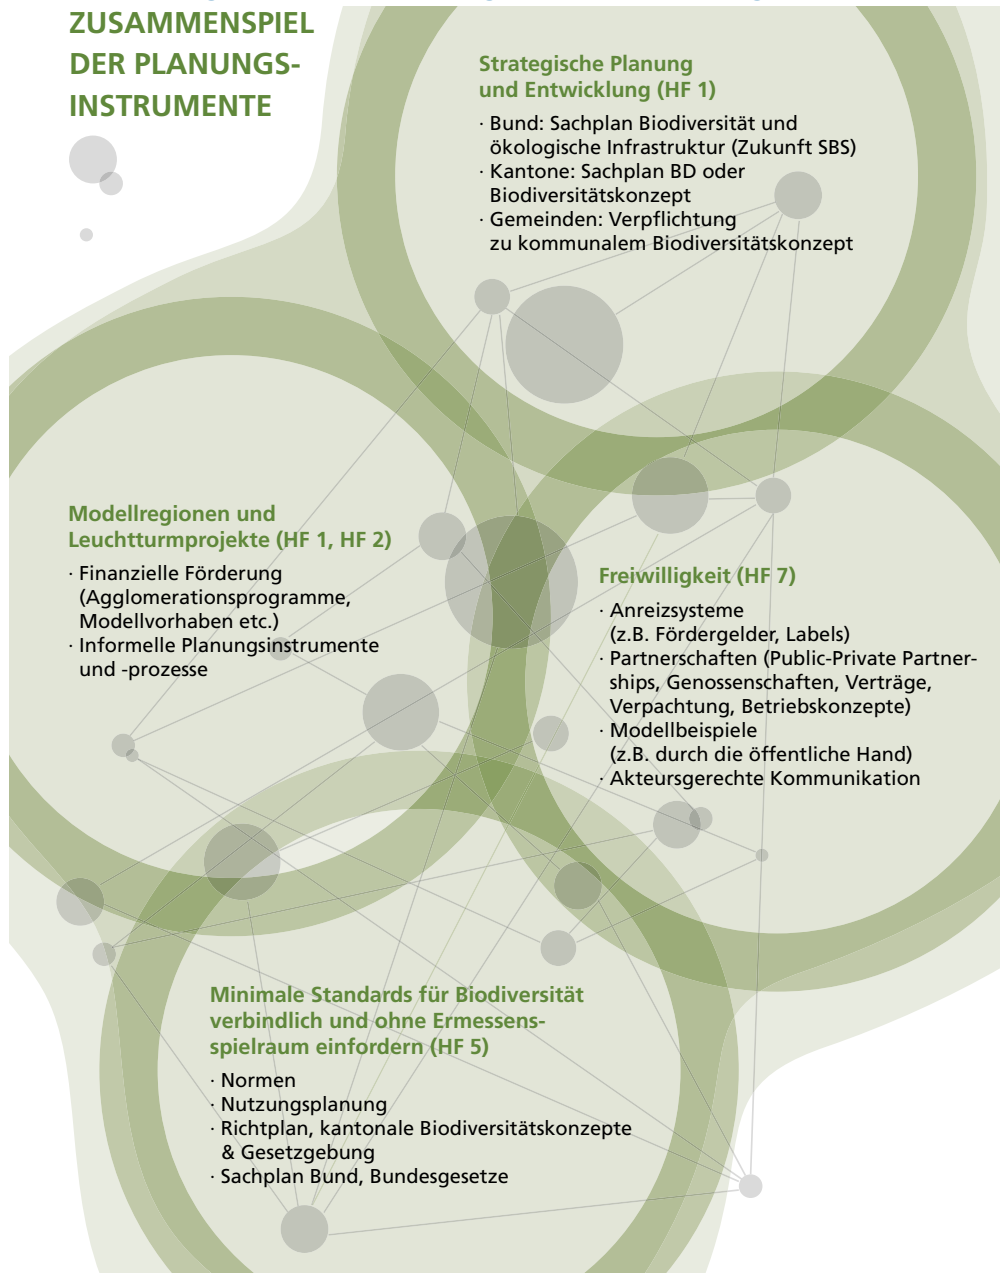 ZUSAMMENSPIEL
DER PLANUNGS-
INSTRUMENTE
Strategische Planung
und Entwicklung (HF 1)
· Bund: Sachplan Biodiversität und
ökologische Infrastruktur (Zukunft SBS)
· Kantone: Sachplan BD oder
Biodiversitätskonzept
· Gemeinden: Verpflichtung
zu kommunalem Biodiversitätskonzept
Modellregionen und
Leuchtturmprojekte (HF 1, HF 2)
· Finanzielle Förderung
(Agglomerationsprogramme,
Modellvorhaben etc.)
· Informelle Planungsinstrumente
und -prozesse
Freiwilligkeit (HF 7)
· Anreizsysteme
(z.B. Fördergelder, Labels)
· Partnerschaften (Public-Private Partner-
ships, Genossenschaften, Verträge,
Verpachtung, Betriebskonzepte)
· Modellbeispiele
(z.B. durch die öffentliche Hand)
· Akteursgerechte Kommunikation
Minimale Standards für Biodiversität
verbindlich und ohne Ermessens-
spielraum einfordern (HF 5)
· Normen
· Nutzungsplanung
· Richtplan, kantonale Biodiversitätskonzepte
& Gesetzgebung
· Sachplan Bund, Bundesgesetze